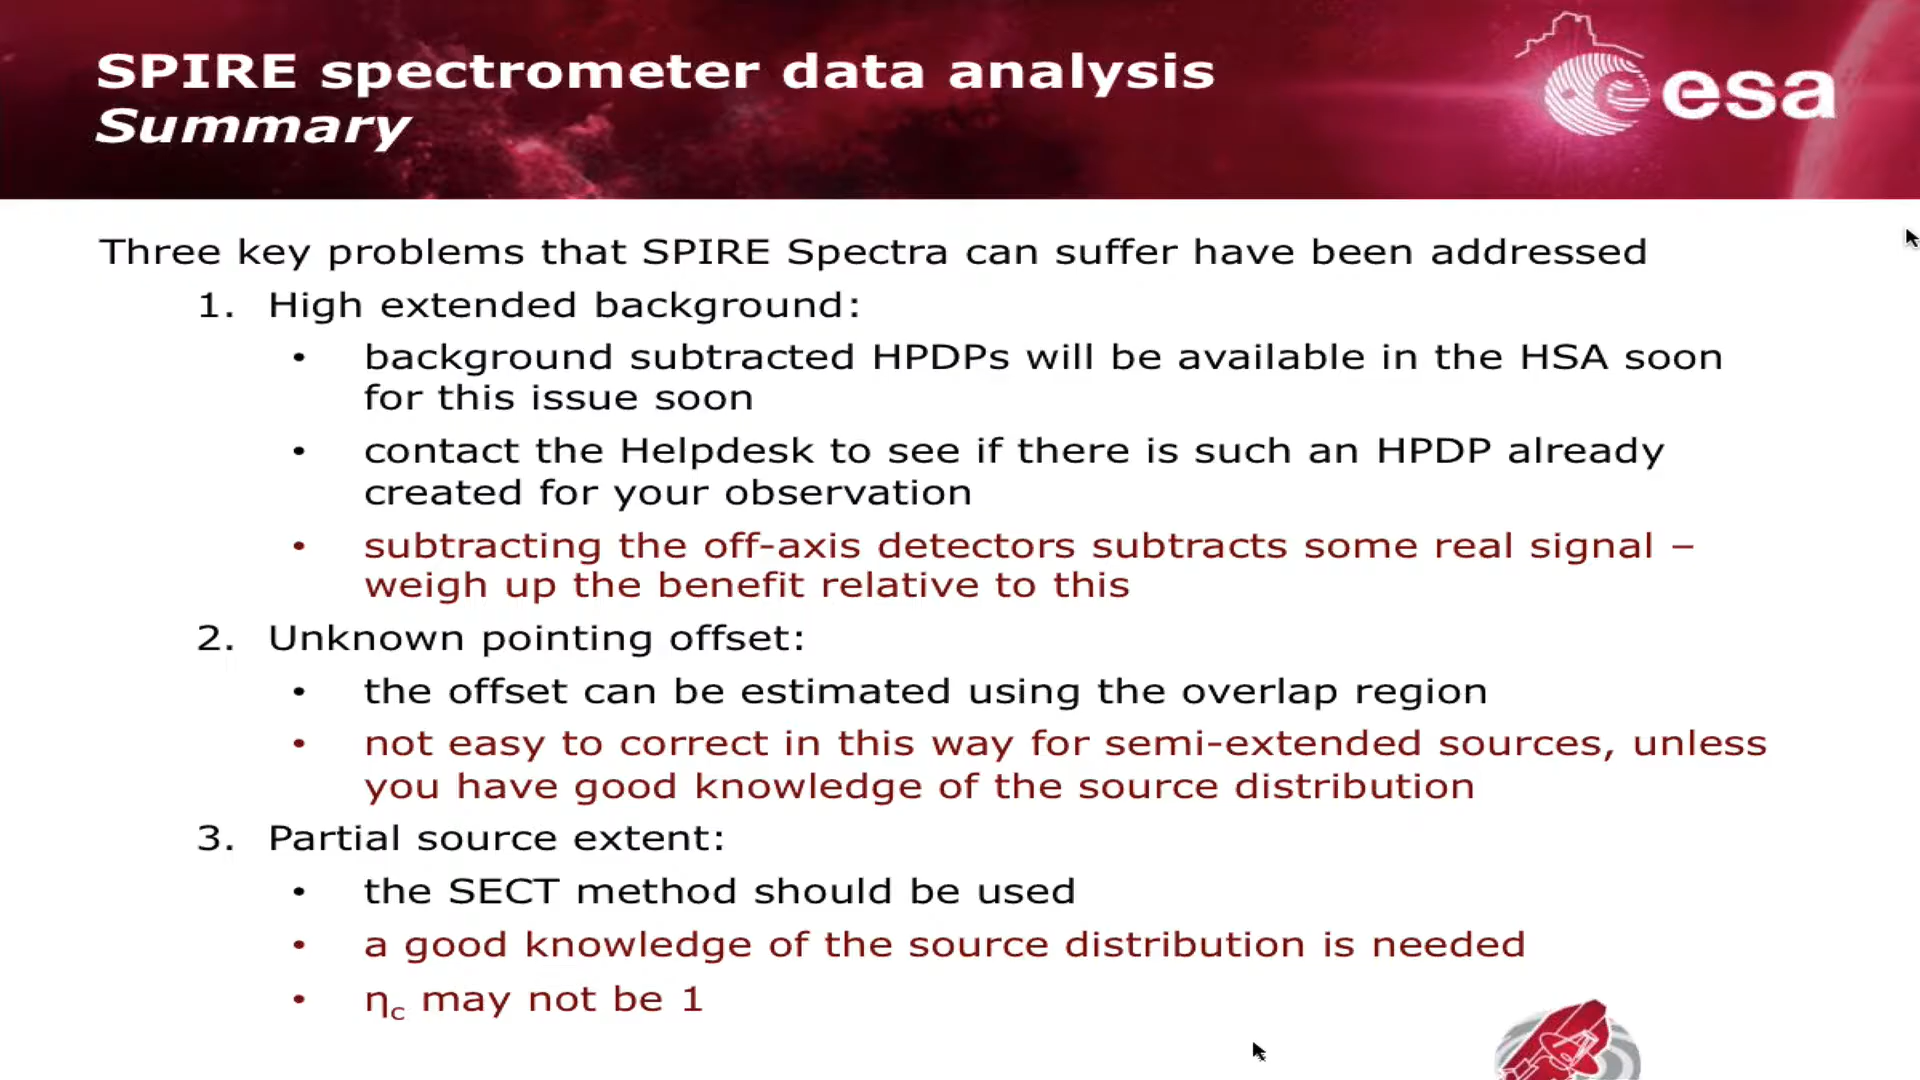 SPIRE spectrometer data analysis
Summary
esa
Three key problems that SPIRE Spectra can suffer have been addressed
1. High extended background:
• background subtracted HPDPs will be available in the HSA soon
for this issue soon
• contact the Helpdesk to see if there is such an HPDP already
created for your observation
• subtracting the off-axis detectors subtracts some real signal –
weigh up the benefit relative to this
2. Unknown pointing offset:
• the offset can be estimated using the overlap region
• not easy to correct in this way for semi-extended sources, unless
you have good knowledge of the source distribution
3. Partial source extent:
• the SECT method should be used
• a good knowledge of the source distribution is needed
• ηc may not be 1